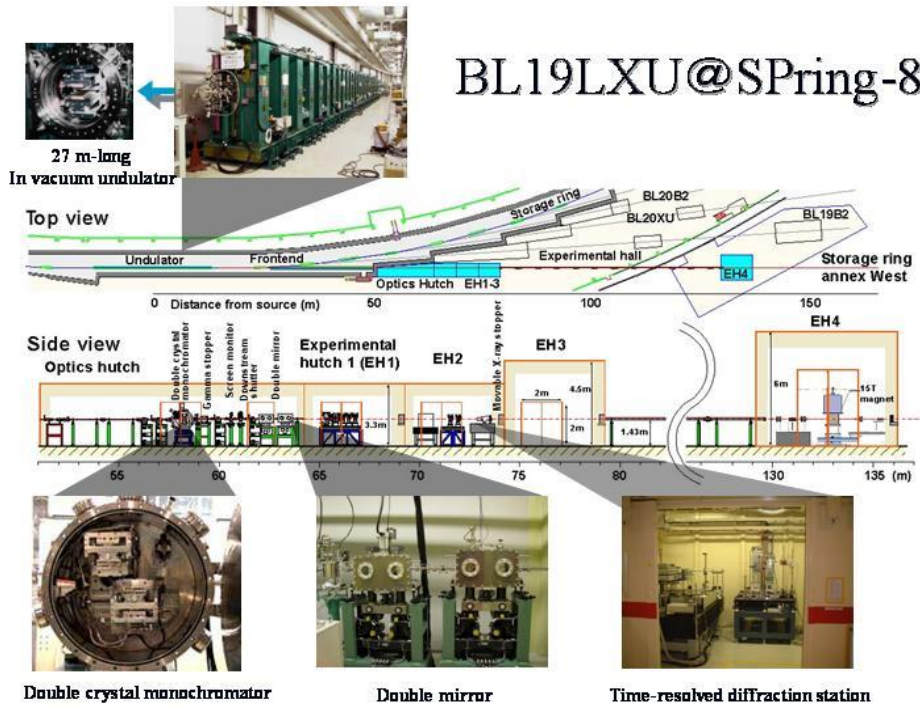 BL19LXU@SPring-8
27 m-long
In vacuum undulator
Top view
Storage ring
BL20B2
BL20XU
BL19B2
Undulator
Frontend
Experimental hall
Optics Hutch
EH1-3
EH4
Storage ring
annex West
0
Distance from source (m)
50
100
150
Side view
Optics hutch
Double crystal
monochromator
Gamma stopper
Screen monitor
Downstream
shutter
Double mirror
Experimental
hutch 1 (EH1)
EH2
Movable X-ray stopper
EH3
EH4
3.3m
2m
4.5m
2m
1.43m
6m
15T
magnet
55
60
65
70
75
80
130
135
(m)
Double crystal monochromator
Double mirror
Time-resolved diffraction station